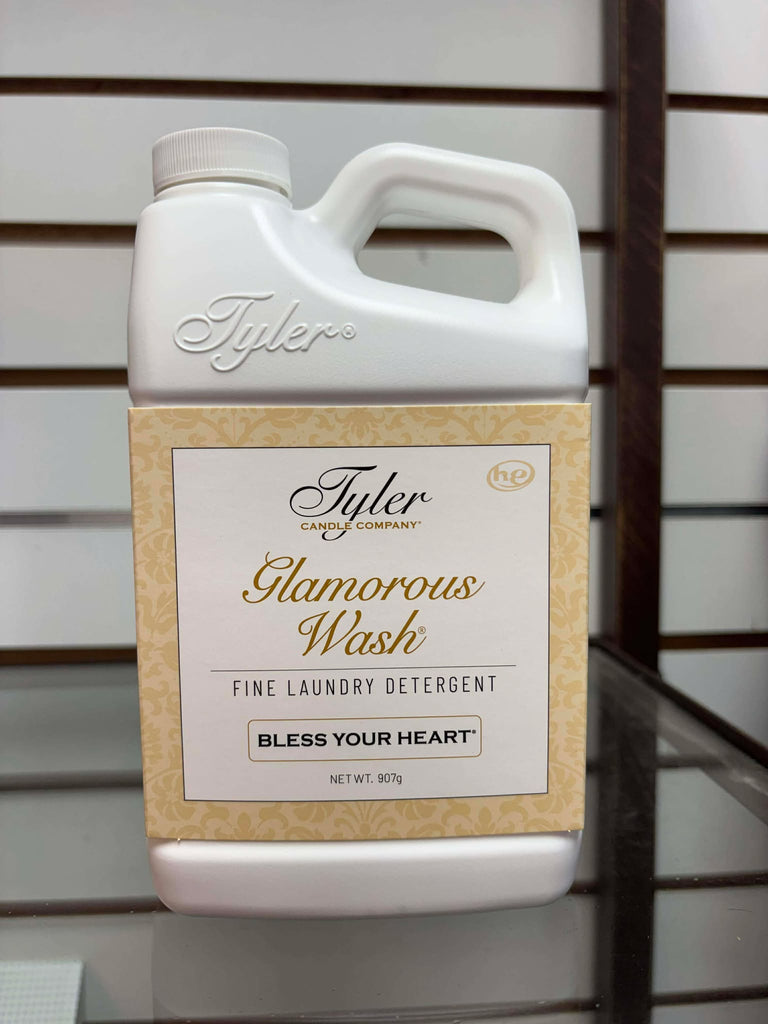 Tyler®
Tyler
CANDLE COMPANY®
he
Glamorous
Wash®
FINE LAUNDRY DETERGENT
BLESS YOUR HEART®
NET WT. 907g